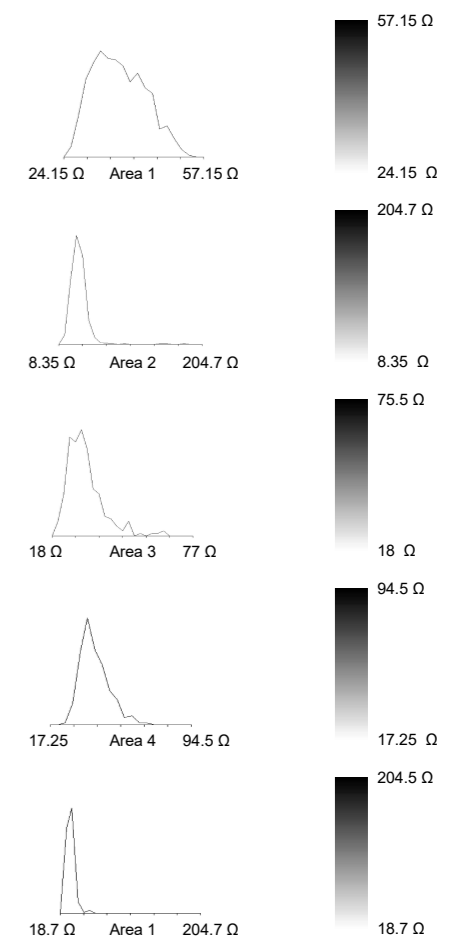 57.15 Ω
24.15 Ω Area 1 57.15 Ω
24.15 Ω
204.7 Ω
8.35 Ω Area 2 204.7 Ω
8.35 Ω
75.5 Ω
18 Ω Area 3 77 Ω
18 Ω
94.5 Ω
17.25 Area 4 94.5 Ω
17.25 Ω
204.5 Ω
18.7 Ω Area 1 204.7 Ω
18.7 Ω